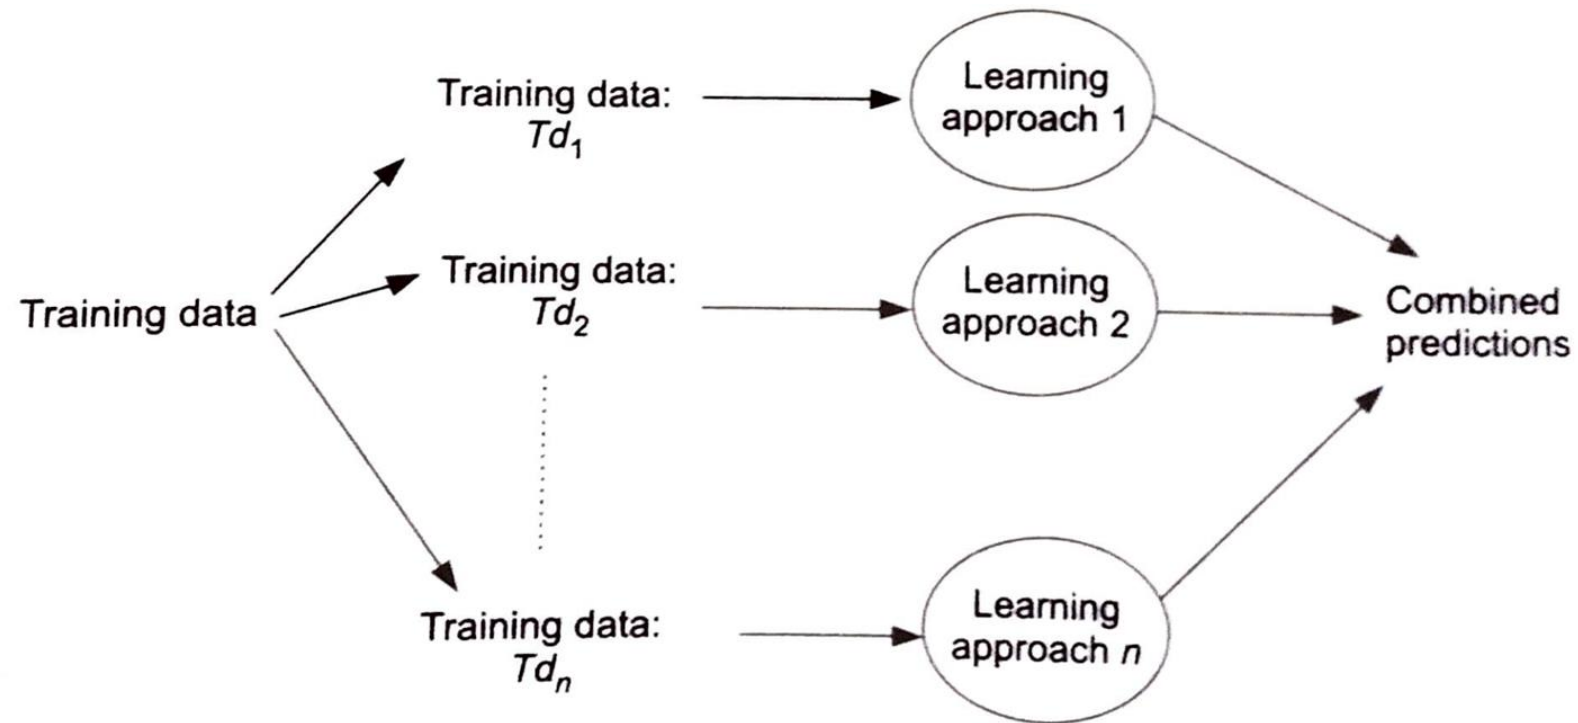 Training data:
Td₁
Learning
approach 1
Training data:
Td₂
Learning
approach 2
Training data
Combined
predictions
Training data:
Tdₙ
Learning
approach n